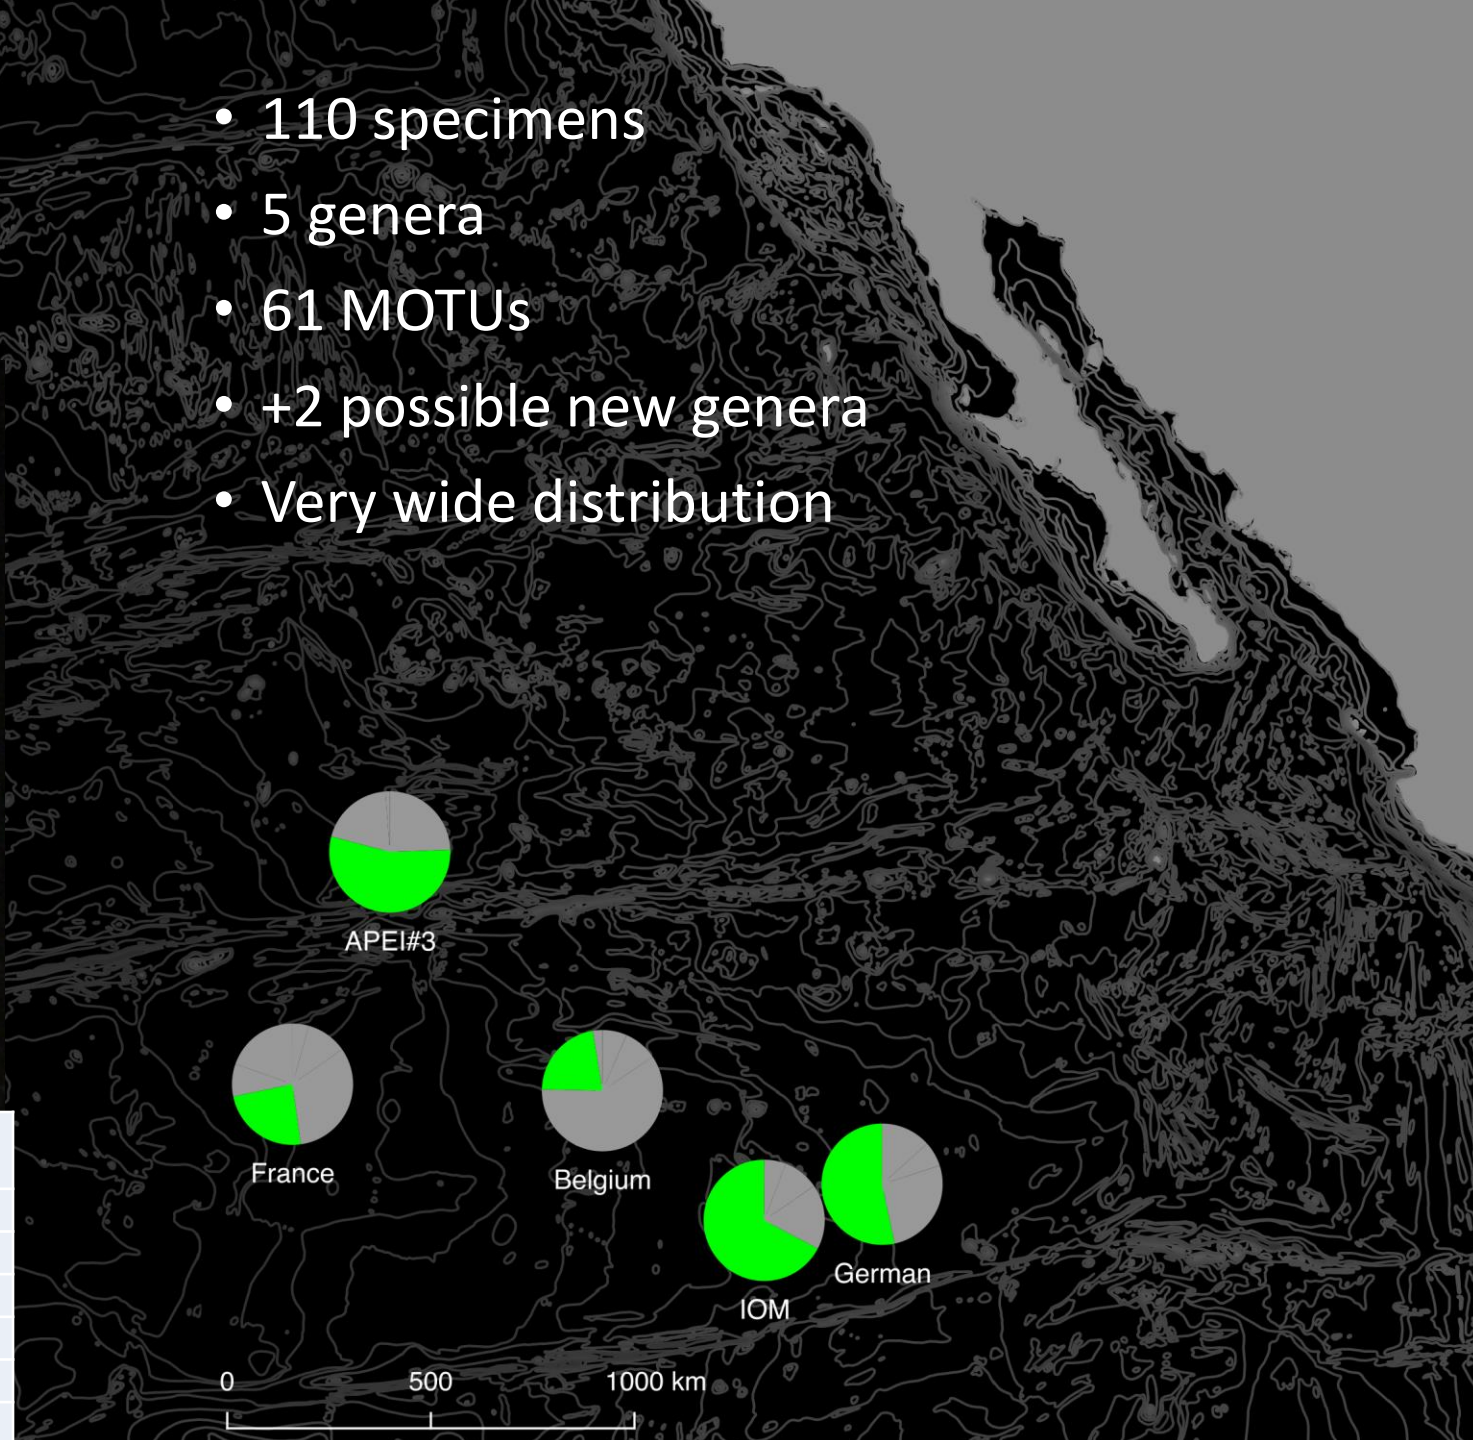 • 110 specimens
• 5 genera
• 61 MOTUs
• +2 possible new genera
• Very wide distribution
APEI#3
France
Belgium
German
IOM
0 500 1000 km